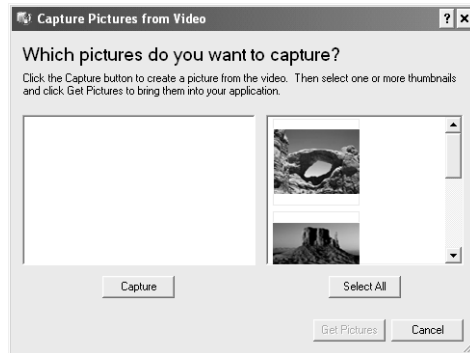 Capture Pictures from Video
Which pictures do you want to capture?
Click the Capture button to create a picture from the video. Then select one or more thumbnails
and click Get Pictures to bring them into your application.
Capture
Select All
Get Pictures
Cancel